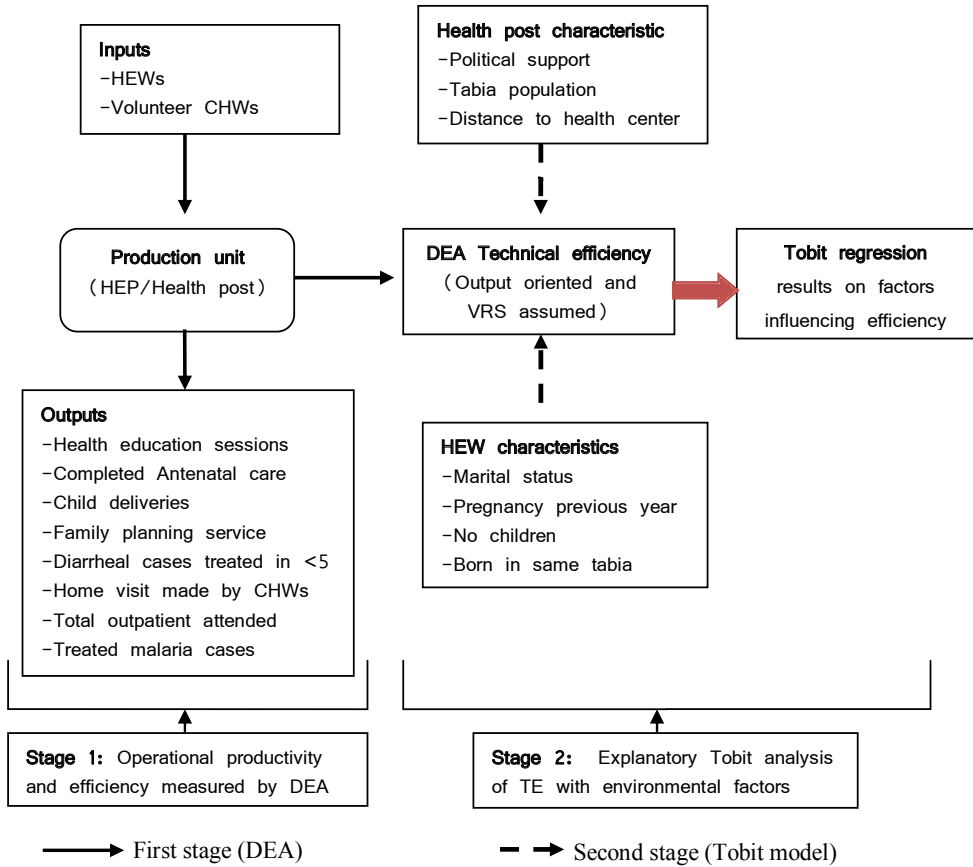 Inputs
-HEWs
-Volunteer CHWs
Health post characteristic
-Political support
-Tabia population
-Distance to health center
Production unit
(HEP/Health post)
DEA Technical efficiency
(Output oriented and
VRS assumed)
Tobit regression
results on factors
influencing efficiency
Outputs
-Health education sessions
-Completed Antenatal care
-Child deliveries
-Family planning service
-Diarrheal cases treated in <5
-Home visit made by CHWs
-Total outpatient attended
-Treated malaria cases
HEW characteristics
-Marital status
-Pregnancy previous year
-No children
-Born in same tabia
Stage 1: Operational productivity
and efficiency measured by DEA
Stage 2: Explanatory Tobit analysis
of TE with environmental factors
First stage (DEA)
Second stage (Tobit model)